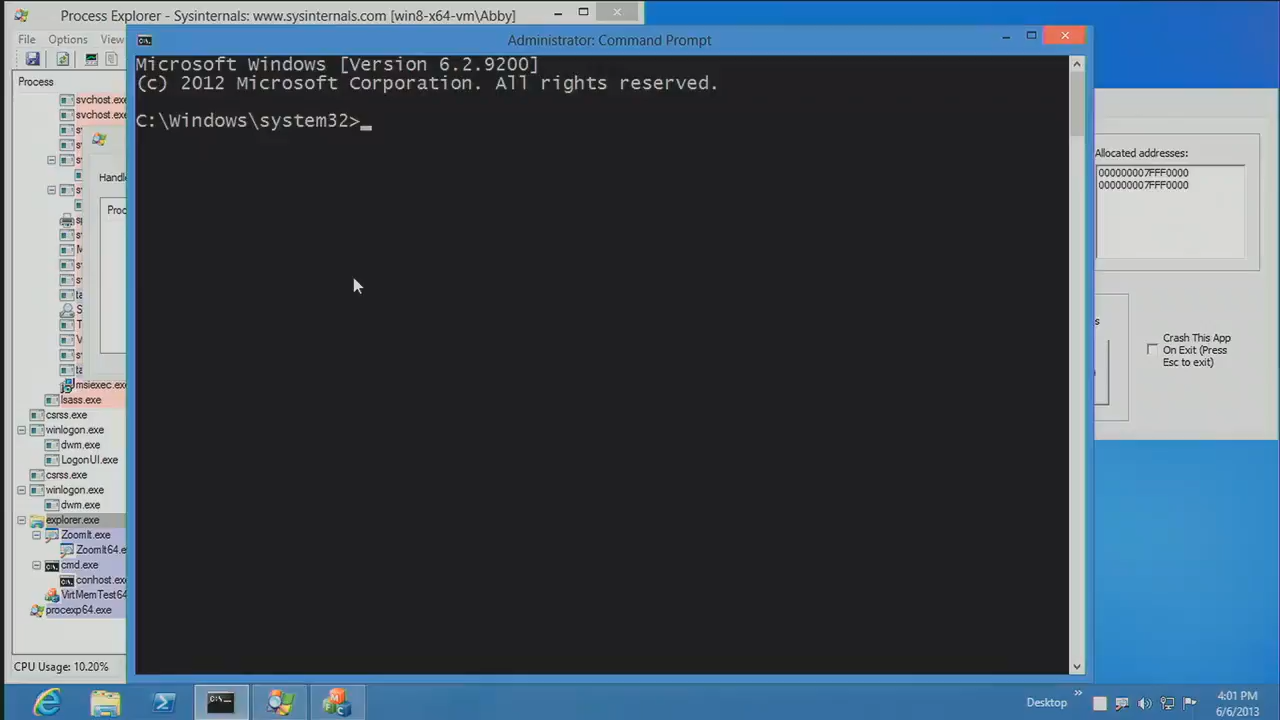 Process Explorer - Sysinternals: www.sysinternals.com [win8-x64-vm\Abby]
File Options View
Administrator: Command Prompt
Microsoft Windows [Version 6.2.9200]
(c) 2012 Microsoft Corporation. All rights reserved.
C:\Windows\system32>
Process
svchost.exe
svchost.exe
Handle
Proc
msiexec.exe
lsass.exe
csrss.exe
winlogon.exe
dwm.exe
LogonUI.exe
csrss.exe
winlogon.exe
dwm.exe
explorer.exe
ZoomIt.exe
ZoomIt64.e
cmd.exe
conhost.exe
VirtMemTest64
procexp64.exe
CPU Usage: 10.20%
Allocated addresses:
000000007FFF0000
000000007FFF0000
Crash This App
On Exit (Press
Esc to exit)
Desktop
4:01 PM
6/6/2013